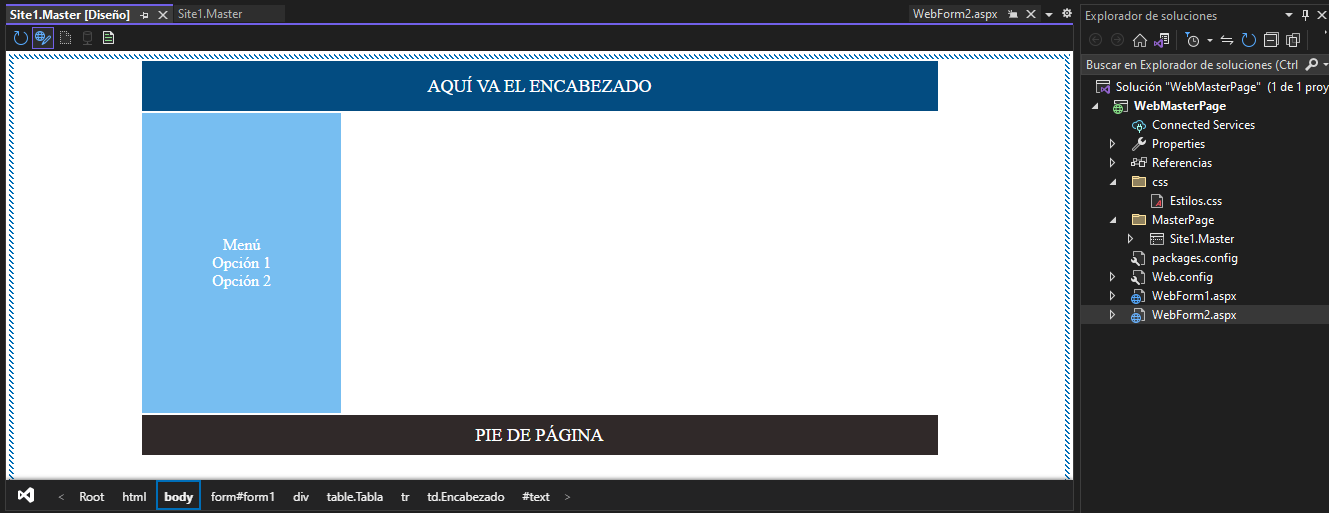 Site1.Master [Diseño]
Site1.Master
WebForm2.aspx
AQUÍ VA EL ENCABEZADO
Menú
Opción 1
Opción 2
PIE DE PÁGINA
< Root html body form#form1 div table.Tabla tr td.Encabezado #text >
Explorador de soluciones
Buscar en Explorador de soluciones (Ctrl
Solución "WebMasterPage" (1 de 1 proy
WebMasterPage
Connected Services
Properties
Referencias
css
Estilos.css
MasterPage
Site1.Master
packages.config
Web.config
WebForm1.aspx
WebForm2.aspx